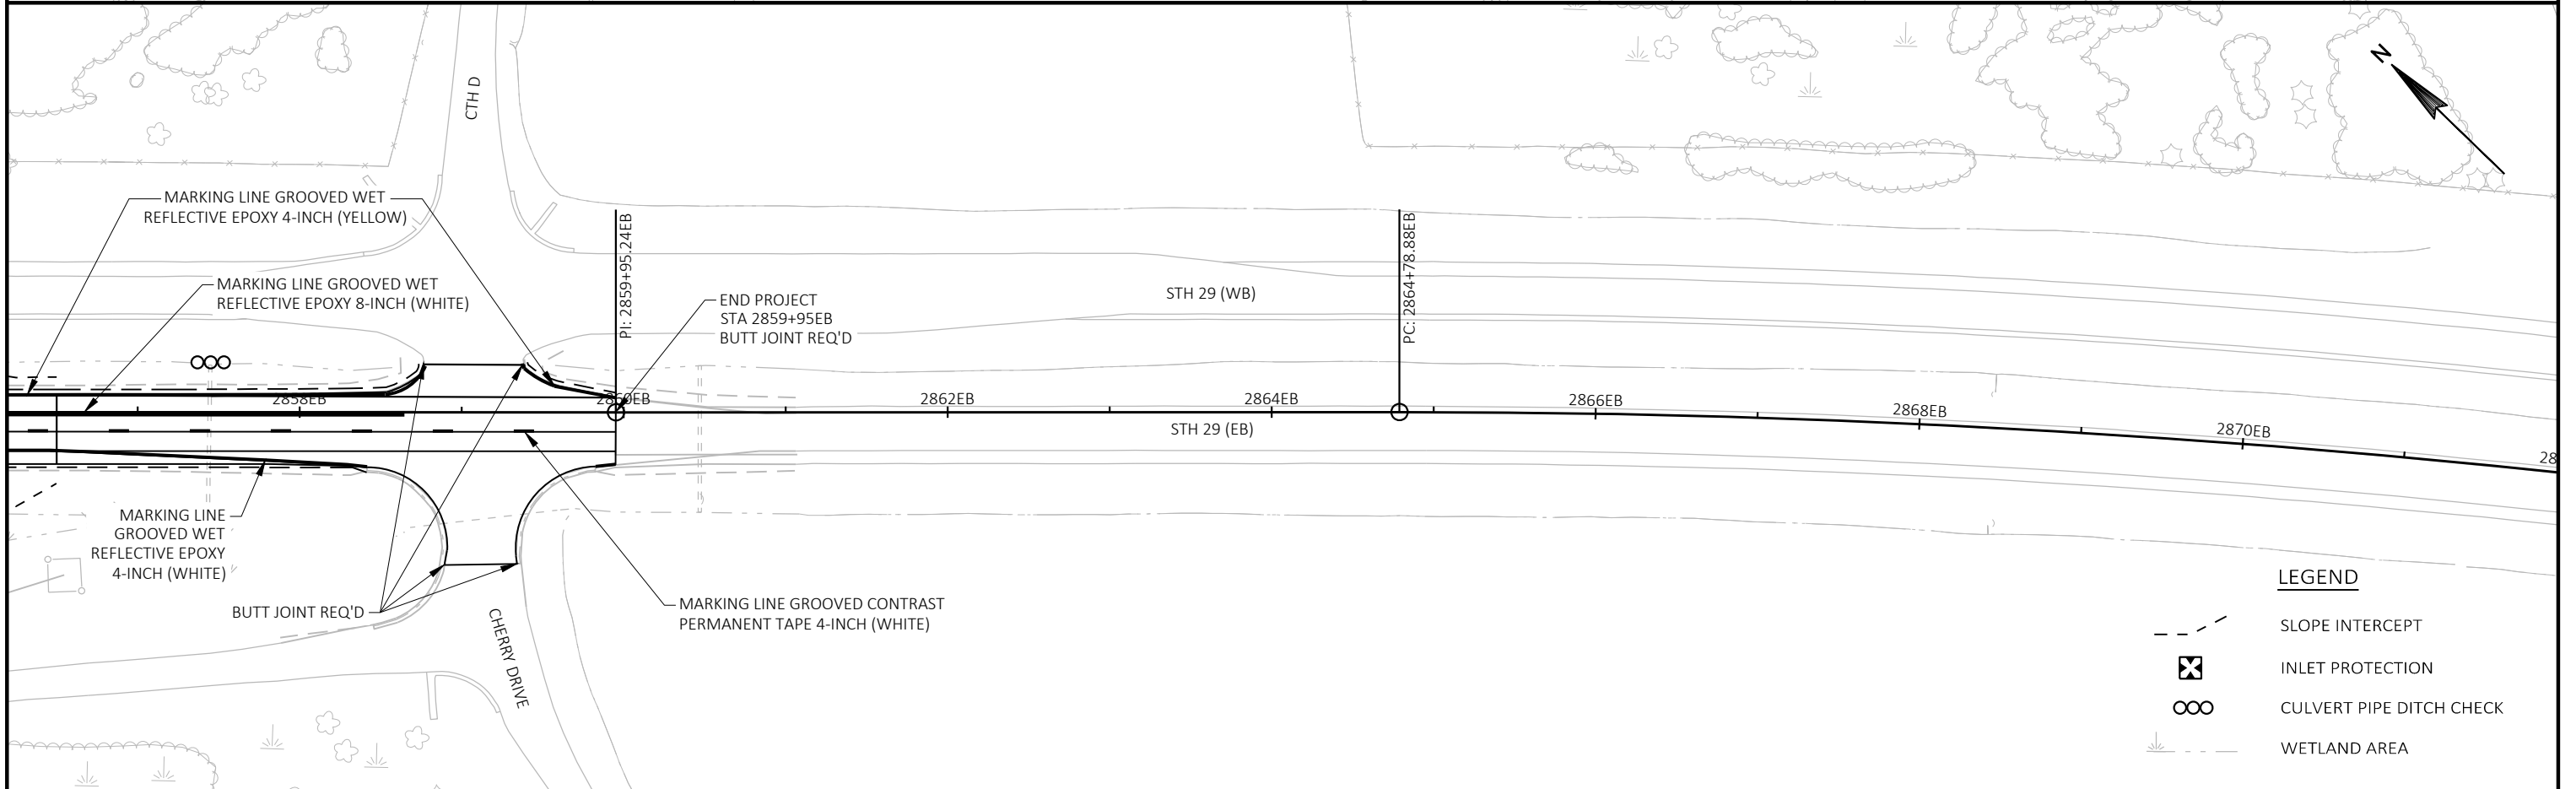 N
CTH D
MARKING LINE GROOVED WET
REFLECTIVE EPOXY 4-INCH (YELLOW)
MARKING LINE GROOVED WET
REFLECTIVE EPOXY 8-INCH (WHITE)
PI: 2859+95.24EB
END PROJECT
STA 2859+95EB
BUTT JOINT REQ'D
STH 29 (WB)
PC: 2864+78.88EB
2858EB
2860EB
2862EB
2864EB
2866EB
2868EB
2870EB
28
STH 29 (EB)
MARKING LINE
GROOVED WET
REFLECTIVE EPOXY
4-INCH (WHITE)
BUTT JOINT REQ'D
CHERRY DRIVE
MARKING LINE GROOVED CONTRAST
PERMANENT TAPE 4-INCH (WHITE)
LEGEND
SLOPE INTERCEPT
INLET PROTECTION
CULVERT PIPE DITCH CHECK
WETLAND AREA